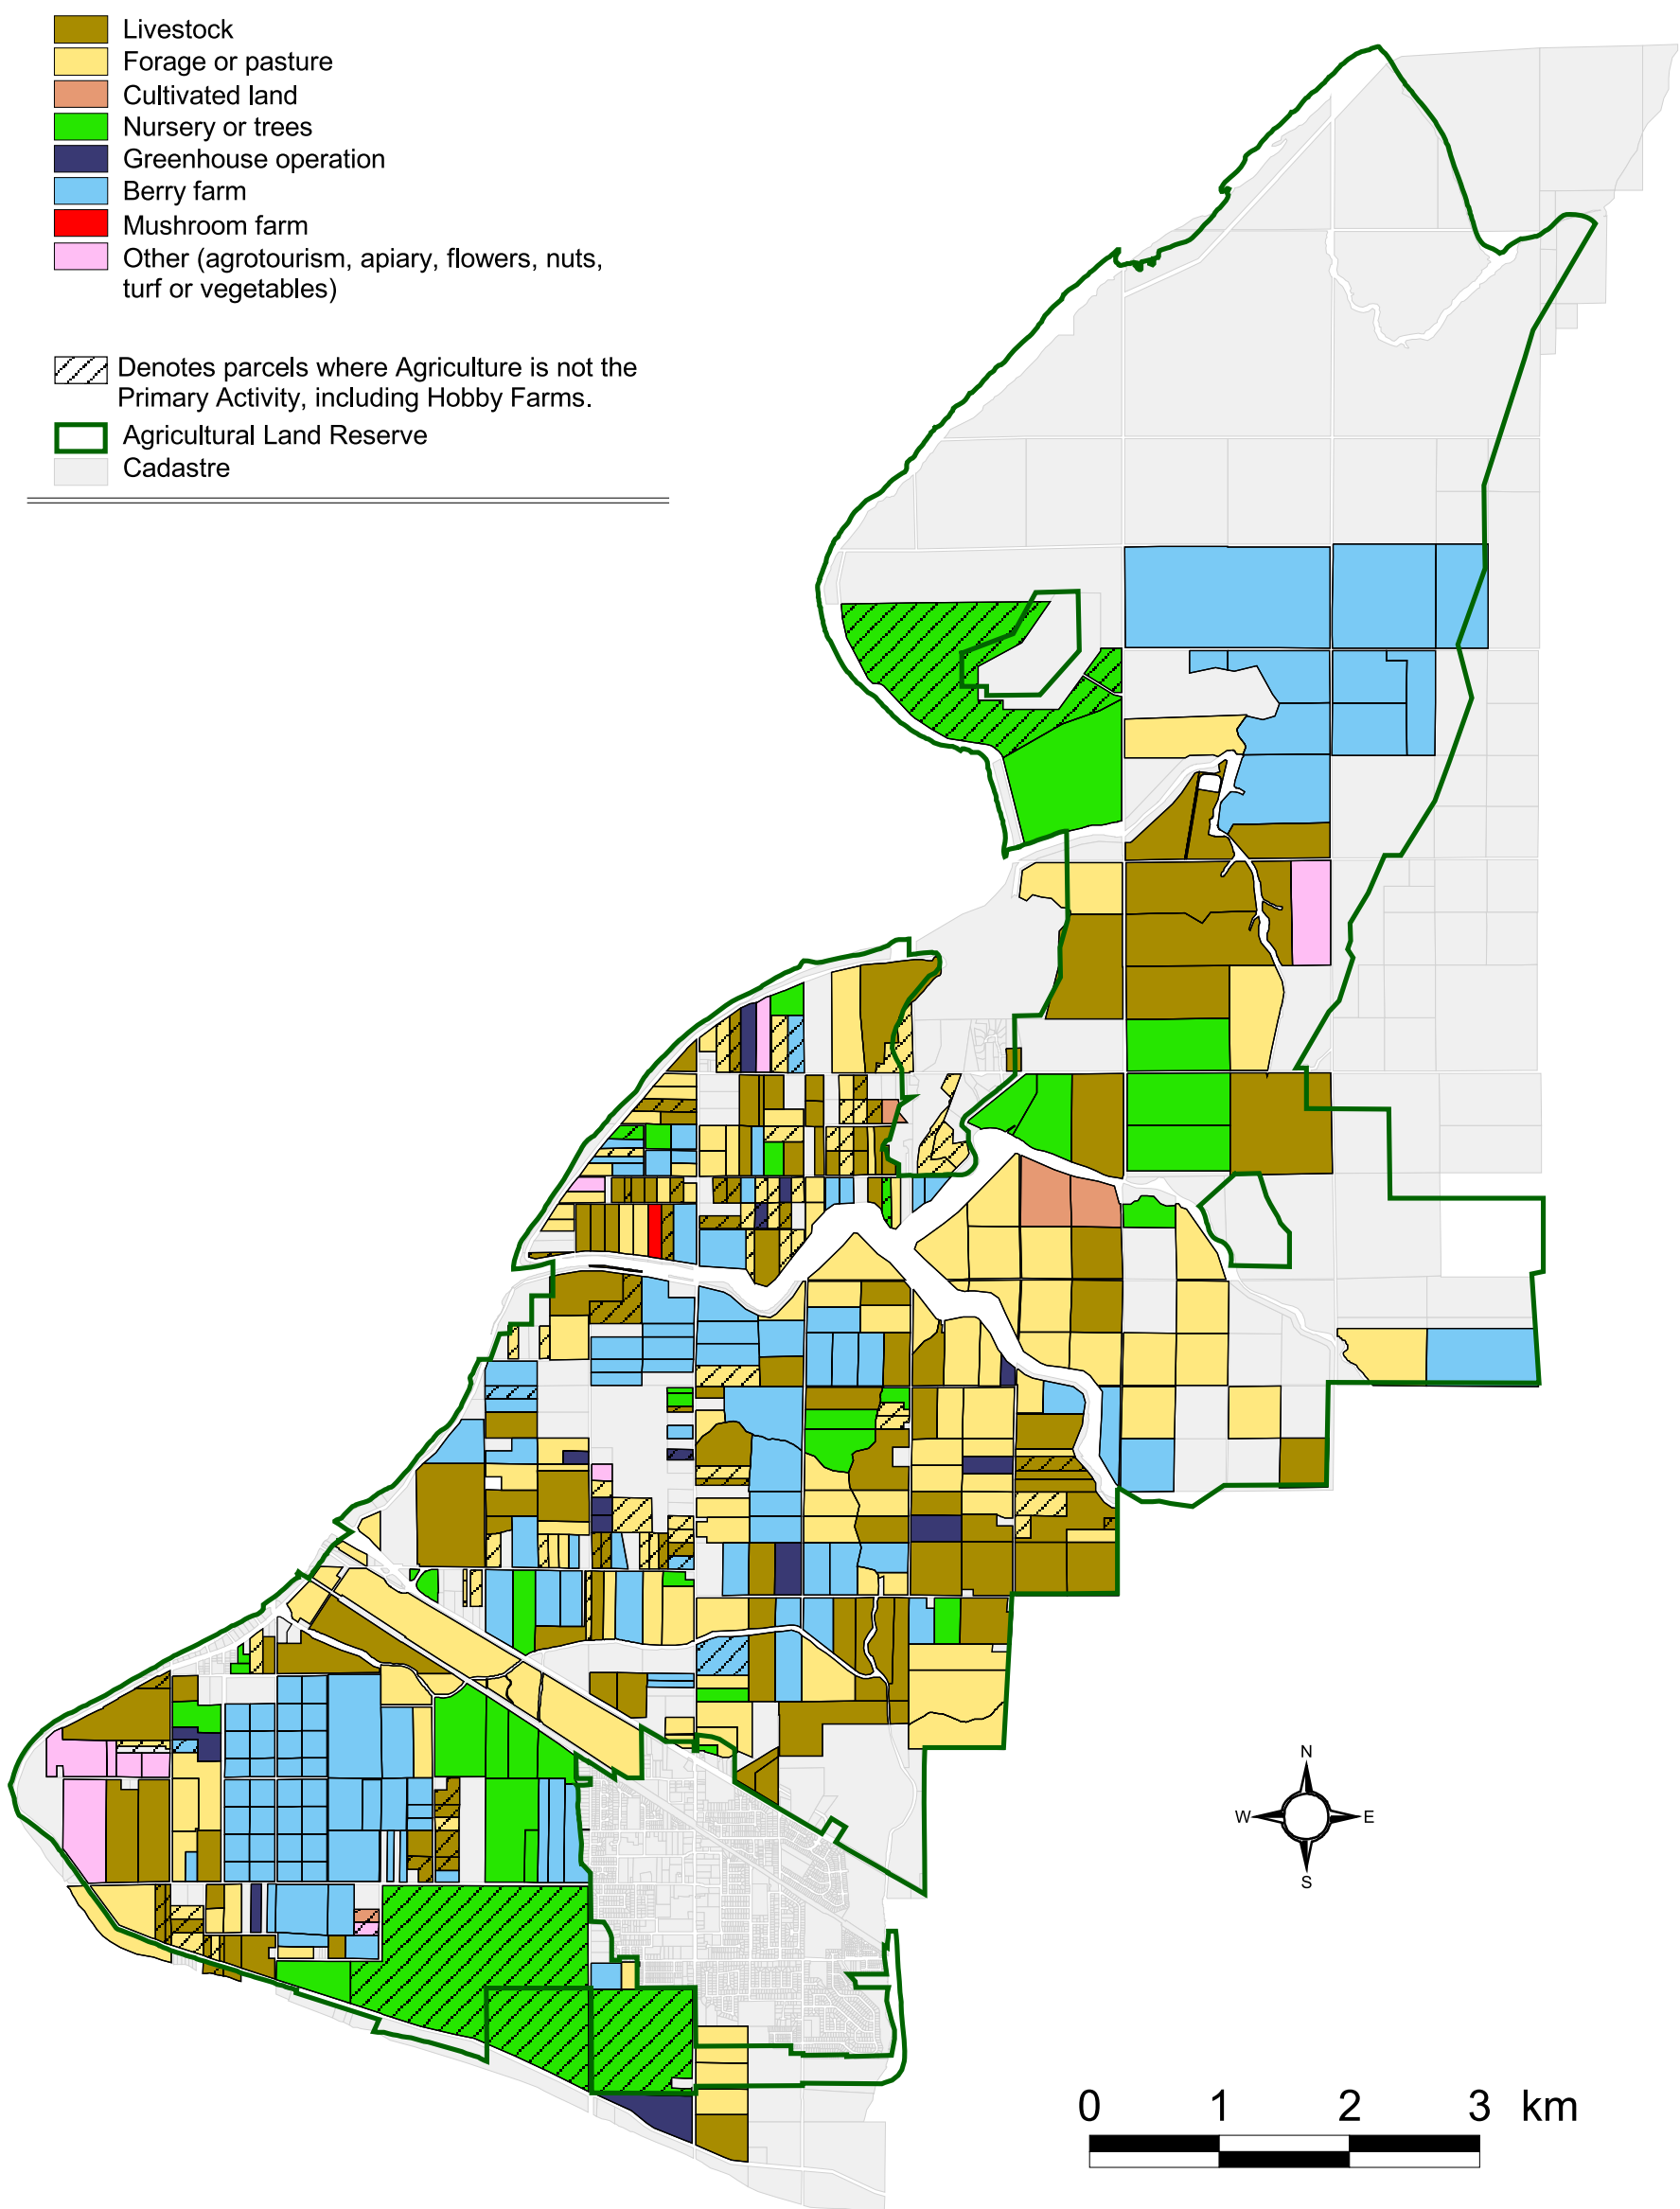 Livestock
Forage or pasture
Cultivated land
Nursery or trees
Greenhouse operation
Berry farm
Mushroom farm
Other (agrotourism, apiary, flowers, nuts,
turf or vegetables)
Denotes parcels where Agriculture is not the
Primary Activity, including Hobby Farms.
Agricultural Land Reserve
Cadastre
N
W E
S
0 1 2 3 km